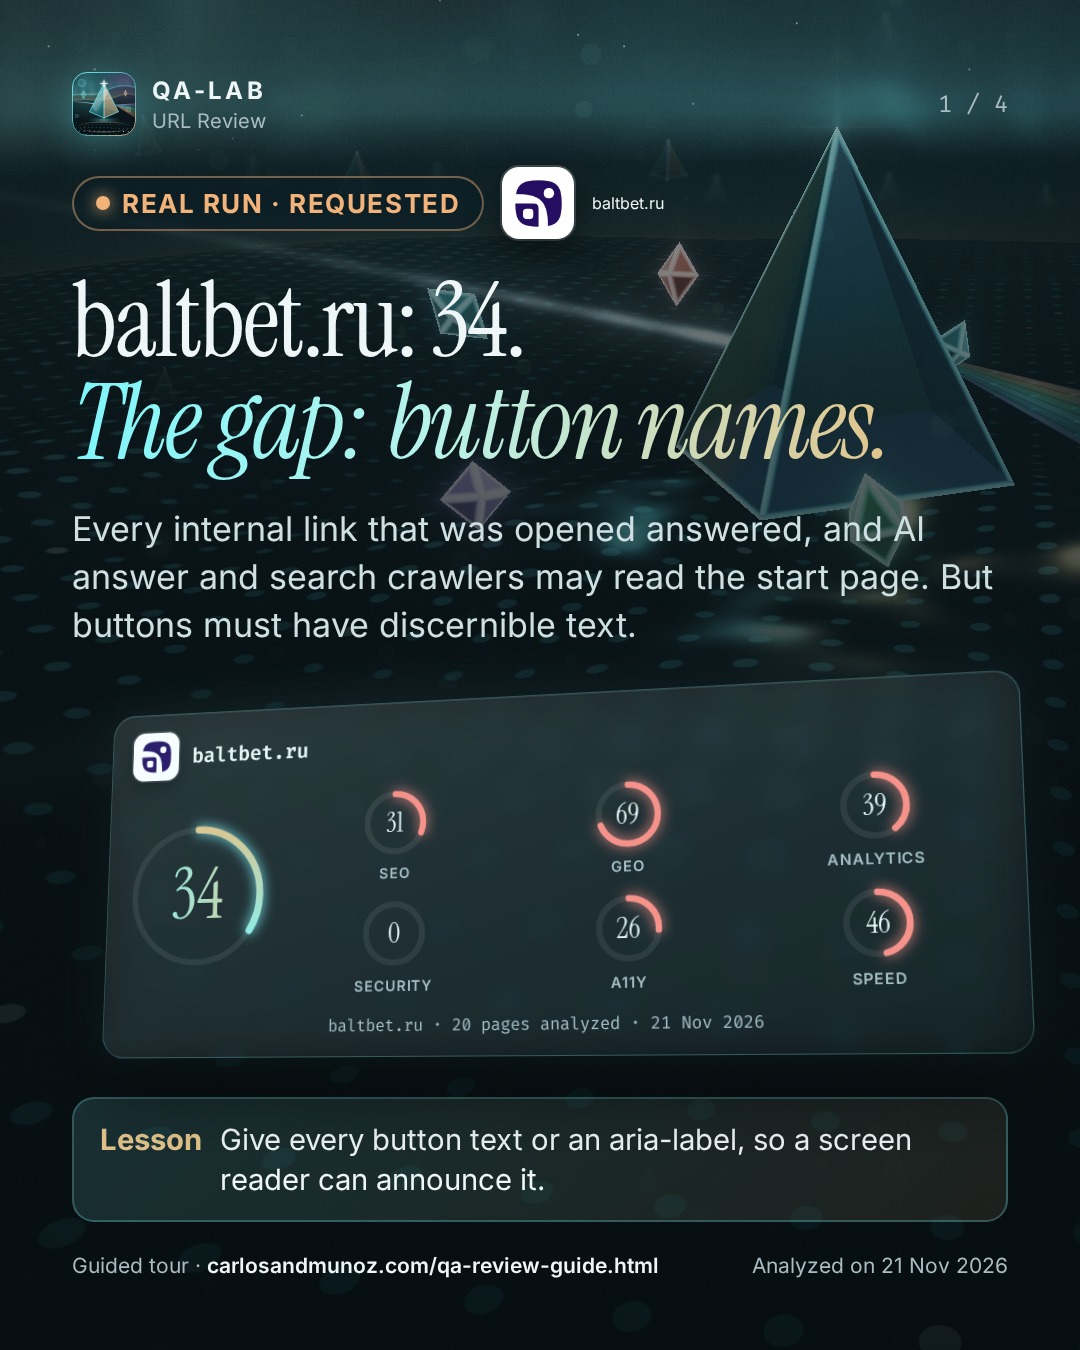 QA-LAB
URL Review
1 / 4
REAL RUN · REQUESTED
baltbet.ru
baltbet.ru: 34.
The gap: button names.
Every internal link that was opened answered, and AI
answer and search crawlers may read the start page. But
buttons must have discernible text.
baltbet.ru
34
31
SEO
69
GEO
39
ANALYTICS
0
SECURITY
26
A11Y
46
SPEED
baltbet.ru · 20 pages analyzed · 21 Nov 2026
Lesson Give every button text or an aria-label, so a screen
reader can announce it.
Guided tour · carlosandmunoz.com/qa-review-guide.html
Analyzed on 21 Nov 2026